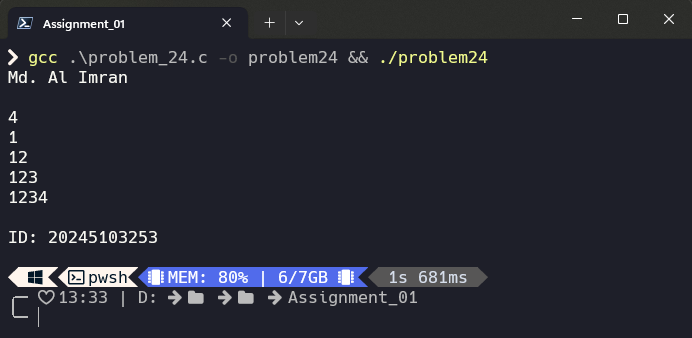 Assignment_01
gcc .\problem_24.c -o problem24 && ./problem24
Md. Al Imran
4
1
12
123
1234
ID: 20245103253
pwsh MEM: 80% | 6/7GB 1s 681ms
13:33 | D: Assignment_01